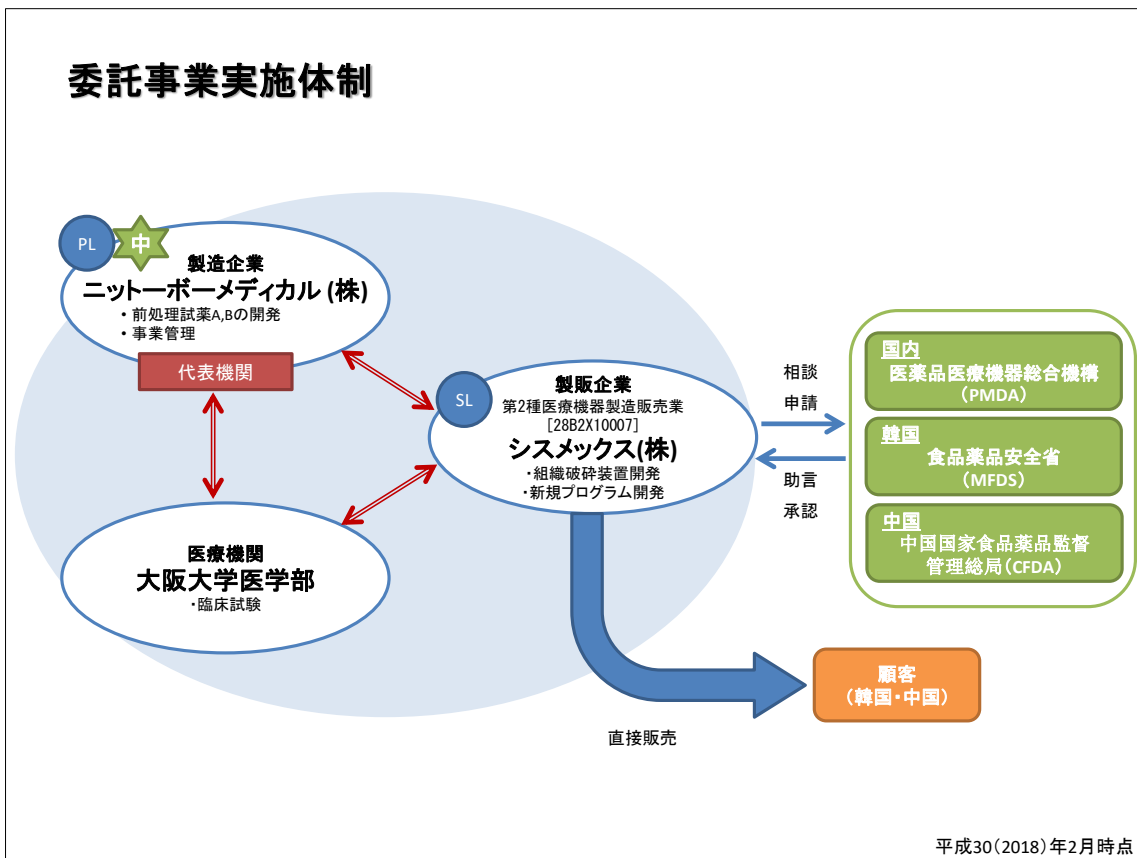 委託事業実施体制
PL
中
製造企業
ニットーボーメディカル(株)
・前処理試薬A,Bの開発
・事業管理
代表機関
SL
製販企業
第2種医療機器製造販売業
[28B2X10007]
システメックス(株)
・組織破砕装置開発
・新規プログラム開発
医療機関
大阪大学医学部
・臨床試験
相談
申請
助言
承認
国内
医薬品医療機器総合機構
(PMDA)
韓国
食品薬品安全省
(MFDS)
中国
中国国家食品薬品監督
管理総局(CFDA)
直接販売
顧客
(韓国・中国)
平成30(2018)年2月時点